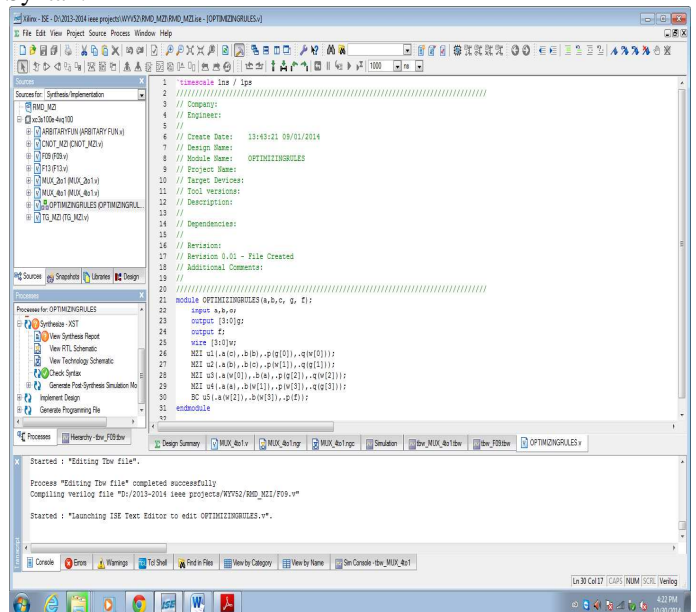 Xilinx - ISE - D:\2013-2014 ieee projects\WYV52\RMD_MZI\RMD_MZI.ise - [OPTIMIZINGRULES.v]
File Edit View Project Source Process Window Help
1000 ns
Sources
Sources for: Synthesis/Implementation
RMD_MZI
xc3s100e-4vq100
ARBITARYFUN (ARBITARY FUN.v)
CNOT_MZI (CNOT_MZI.v)
F09 (F09.v)
F13 (F13.v)
MUX_2to1 (MUX_2to1.v)
MUX_4to1 (MUX_4to1.v)
OPTIMIZINGRULES (OPTIMIZINGRUL...
TG_MZI (TG_MZI.v)
Sources Snapshots Libraries Design
Processes
Processes for: OPTIMIZINGRULES
Synthesize - XST
View Synthesis Report
View RTL Schematic
View Technology Schematic
Check Syntax
Generate Post-Synthesis Simulation Mo
Implement Design
Generate Programming File
Processes Hierarchy - tbw_F09.tbw
1 `timescale 1ns / 1ps
2 //////////////////////////////////////////////////////////////////////////////////
3 // Company:
4 // Engineer:
5 //
6 // Create Date: 13:43:21 09/01/2014
7 // Design Name:
8 // Module Name: OPTIMIZINGRULES
9 // Project Name:
10 // Target Devices:
11 // Tool versions:
12 // Description:
13 //
14 // Dependencies:
15 //
16 // Revision:
17 // Revision 0.01 - File Created
18 // Additional Comments:
19 //
20 //////////////////////////////////////////////////////////////////////////////////
21 module OPTIMIZINGRULES(a,b,c, g, f);
22 input a,b,c;
23 output [3:0]g;
24 output f;
25 wire [3:0]w;
26 MZI u1(.a(c),.b(b),.p(g[0]),.q(w[0]));
27 MZI u2(.a(b),.b(c),.p(w[1]),.q(g[1]));
28 MZI u3(.a(w[0]),.b(a),.p(g[2]),.q(w[2]));
29 MZI u4(.a(a),.b(w[1]),.p(w[3]),.q(g[3]));
30 BC u5(.a(w[2]),.b(w[3]),.p(f));
31 endmodule
32
Design Summary MUX_4to1.v MUX_4to1.ngr MUX_4to1.ngc Simulation tbw_MUX_4to1.tbw tbw_F09.tbw OPTIMIZINGRULES.v
Started : "Editing Tbw file".
Process "Editing Tbw file" completed successfully
Compiling verilog file "D:/2013-2014 ieee projects/WYV52/RMD_MZI/F09.v"
Started : "Launching ISE Text Editor to edit OPTIMIZINGRULES.v".
Transcript
Console Errors Warnings Tcl Shell Find in Files View by Category View by Name Sim Console - tbw_MUX_4to1
Ln 30 Col 17 CAPS NUM SCRL Verilog
ISE
4:22 PM
10/20/2014